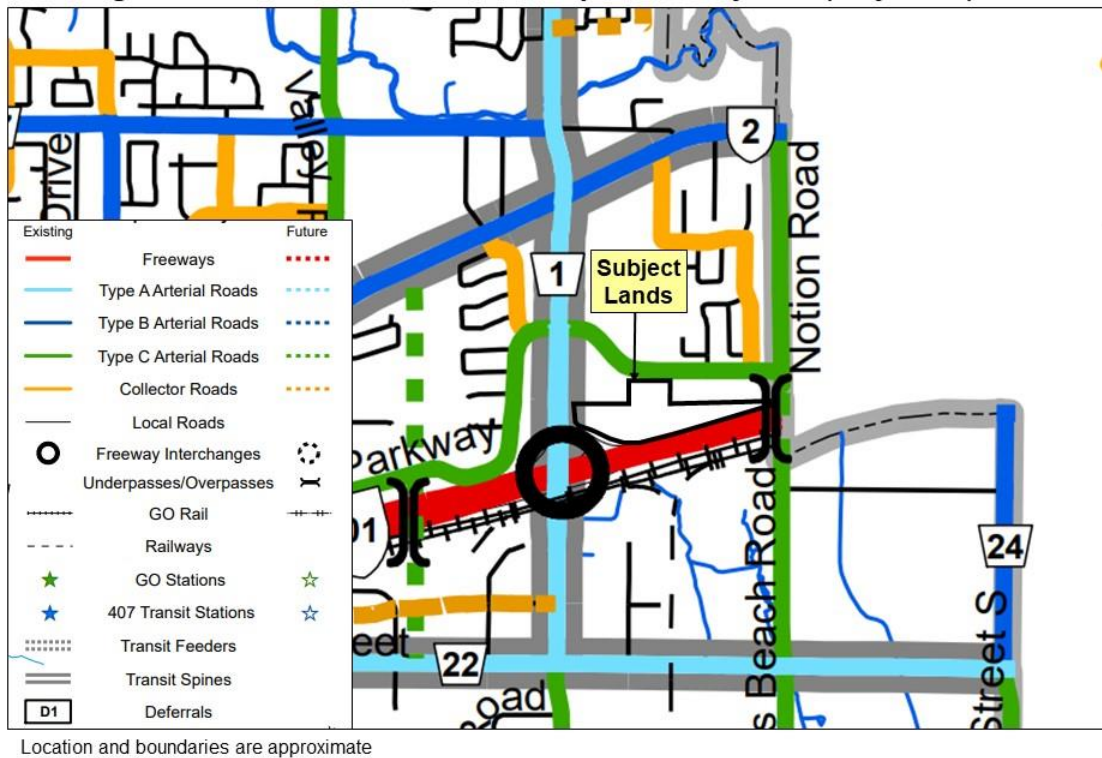 Drive
Valley
2
Notion Road
1
Subject
Lands
Parkway
Existing
Future
Freeways
Type A Arterial Roads
Type B Arterial Roads
Type C Arterial Roads
Collector Roads
Local Roads
Freeway Interchanges
Underpasses/Overpasses
GO Rail
Railways
GO Stations
407 Transit Stations
Transit Feeders
Transit Spines
D1 Deferrals
01
22
s Beach Road
24
Street S
eet
oad
Location and boundaries are approximate